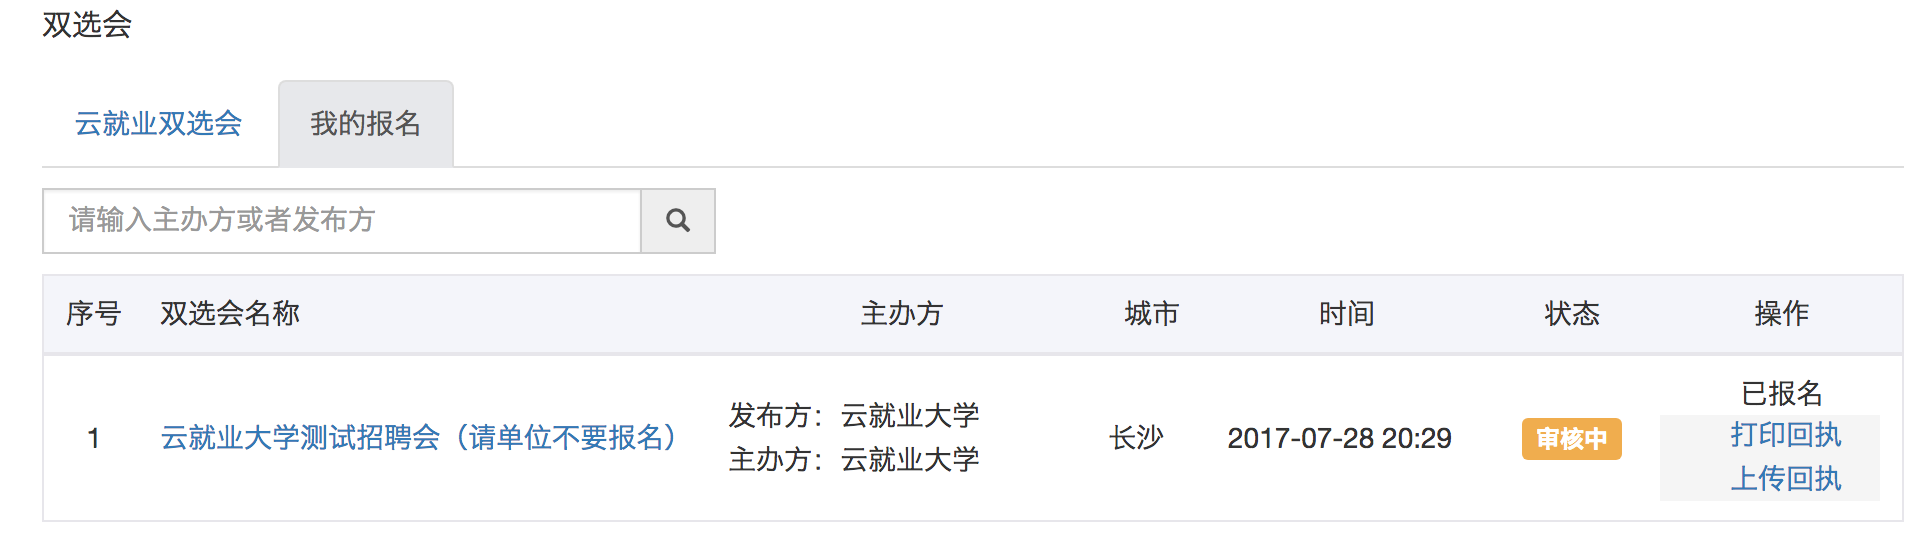 双选会
云就业双选会 我的报名
请输入主办方或者发布方
序号 双选会名称 主办方 城市 时间 状态 操作
1 云就业大学测试招聘会（请单位不要报名） 发布方：云就业大学 长沙 2017-07-28 20:29 审核中 已报名
主办方：云就业大学 打印回执
上传回执